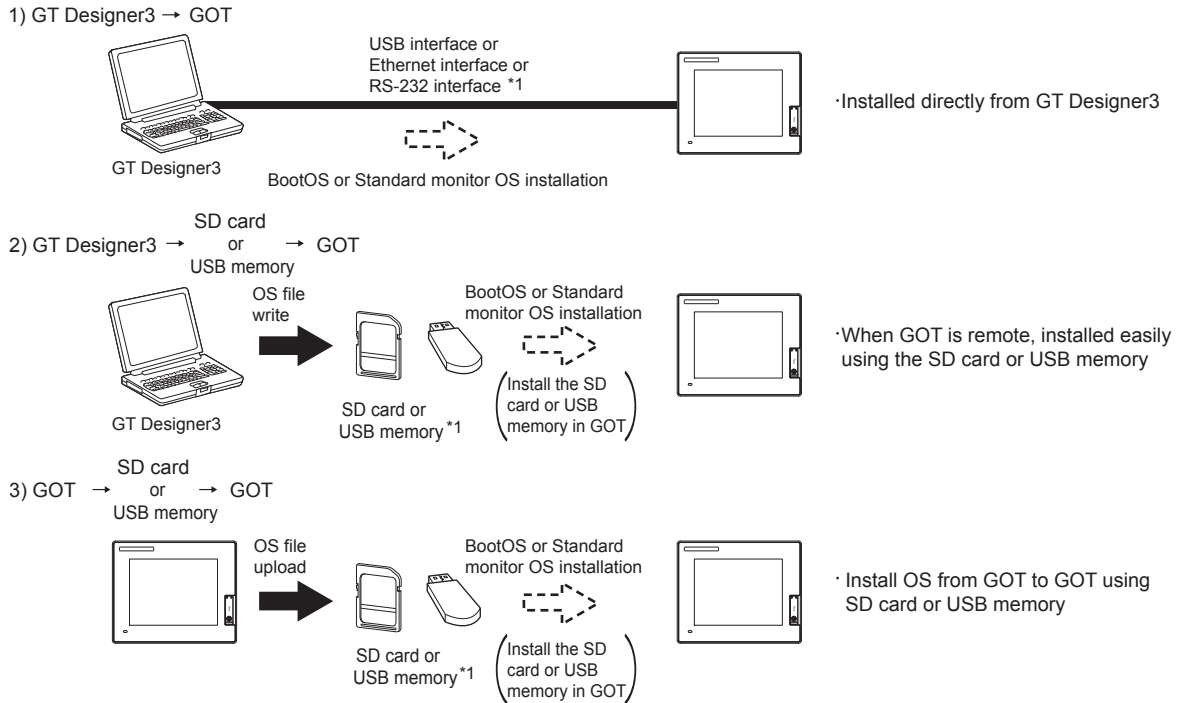 1) GT Designer3 → GOT
USB interface or
Ethernet interface or
RS-232 interface *1
GT Designer3
BootOS or Standard monitor OS installation
·Installed directly from GT Designer3
SD card
2) GT Designer3 → or → GOT
USB memory
OS file
write
GT Designer3
SD card or
USB memory *1
BootOS or Standard
monitor OS installation
(Install the SD
card or USB
memory in GOT)
·When GOT is remote, installed easily
using the SD card or USB memory
SD card
3) GOT → or → GOT
USB memory
OS file
upload
SD card or
USB memory *1
BootOS or Standard
monitor OS installation
(Install the SD
card or USB
memory in GOT)
· Install OS from GOT to GOT using
SD card or USB memory